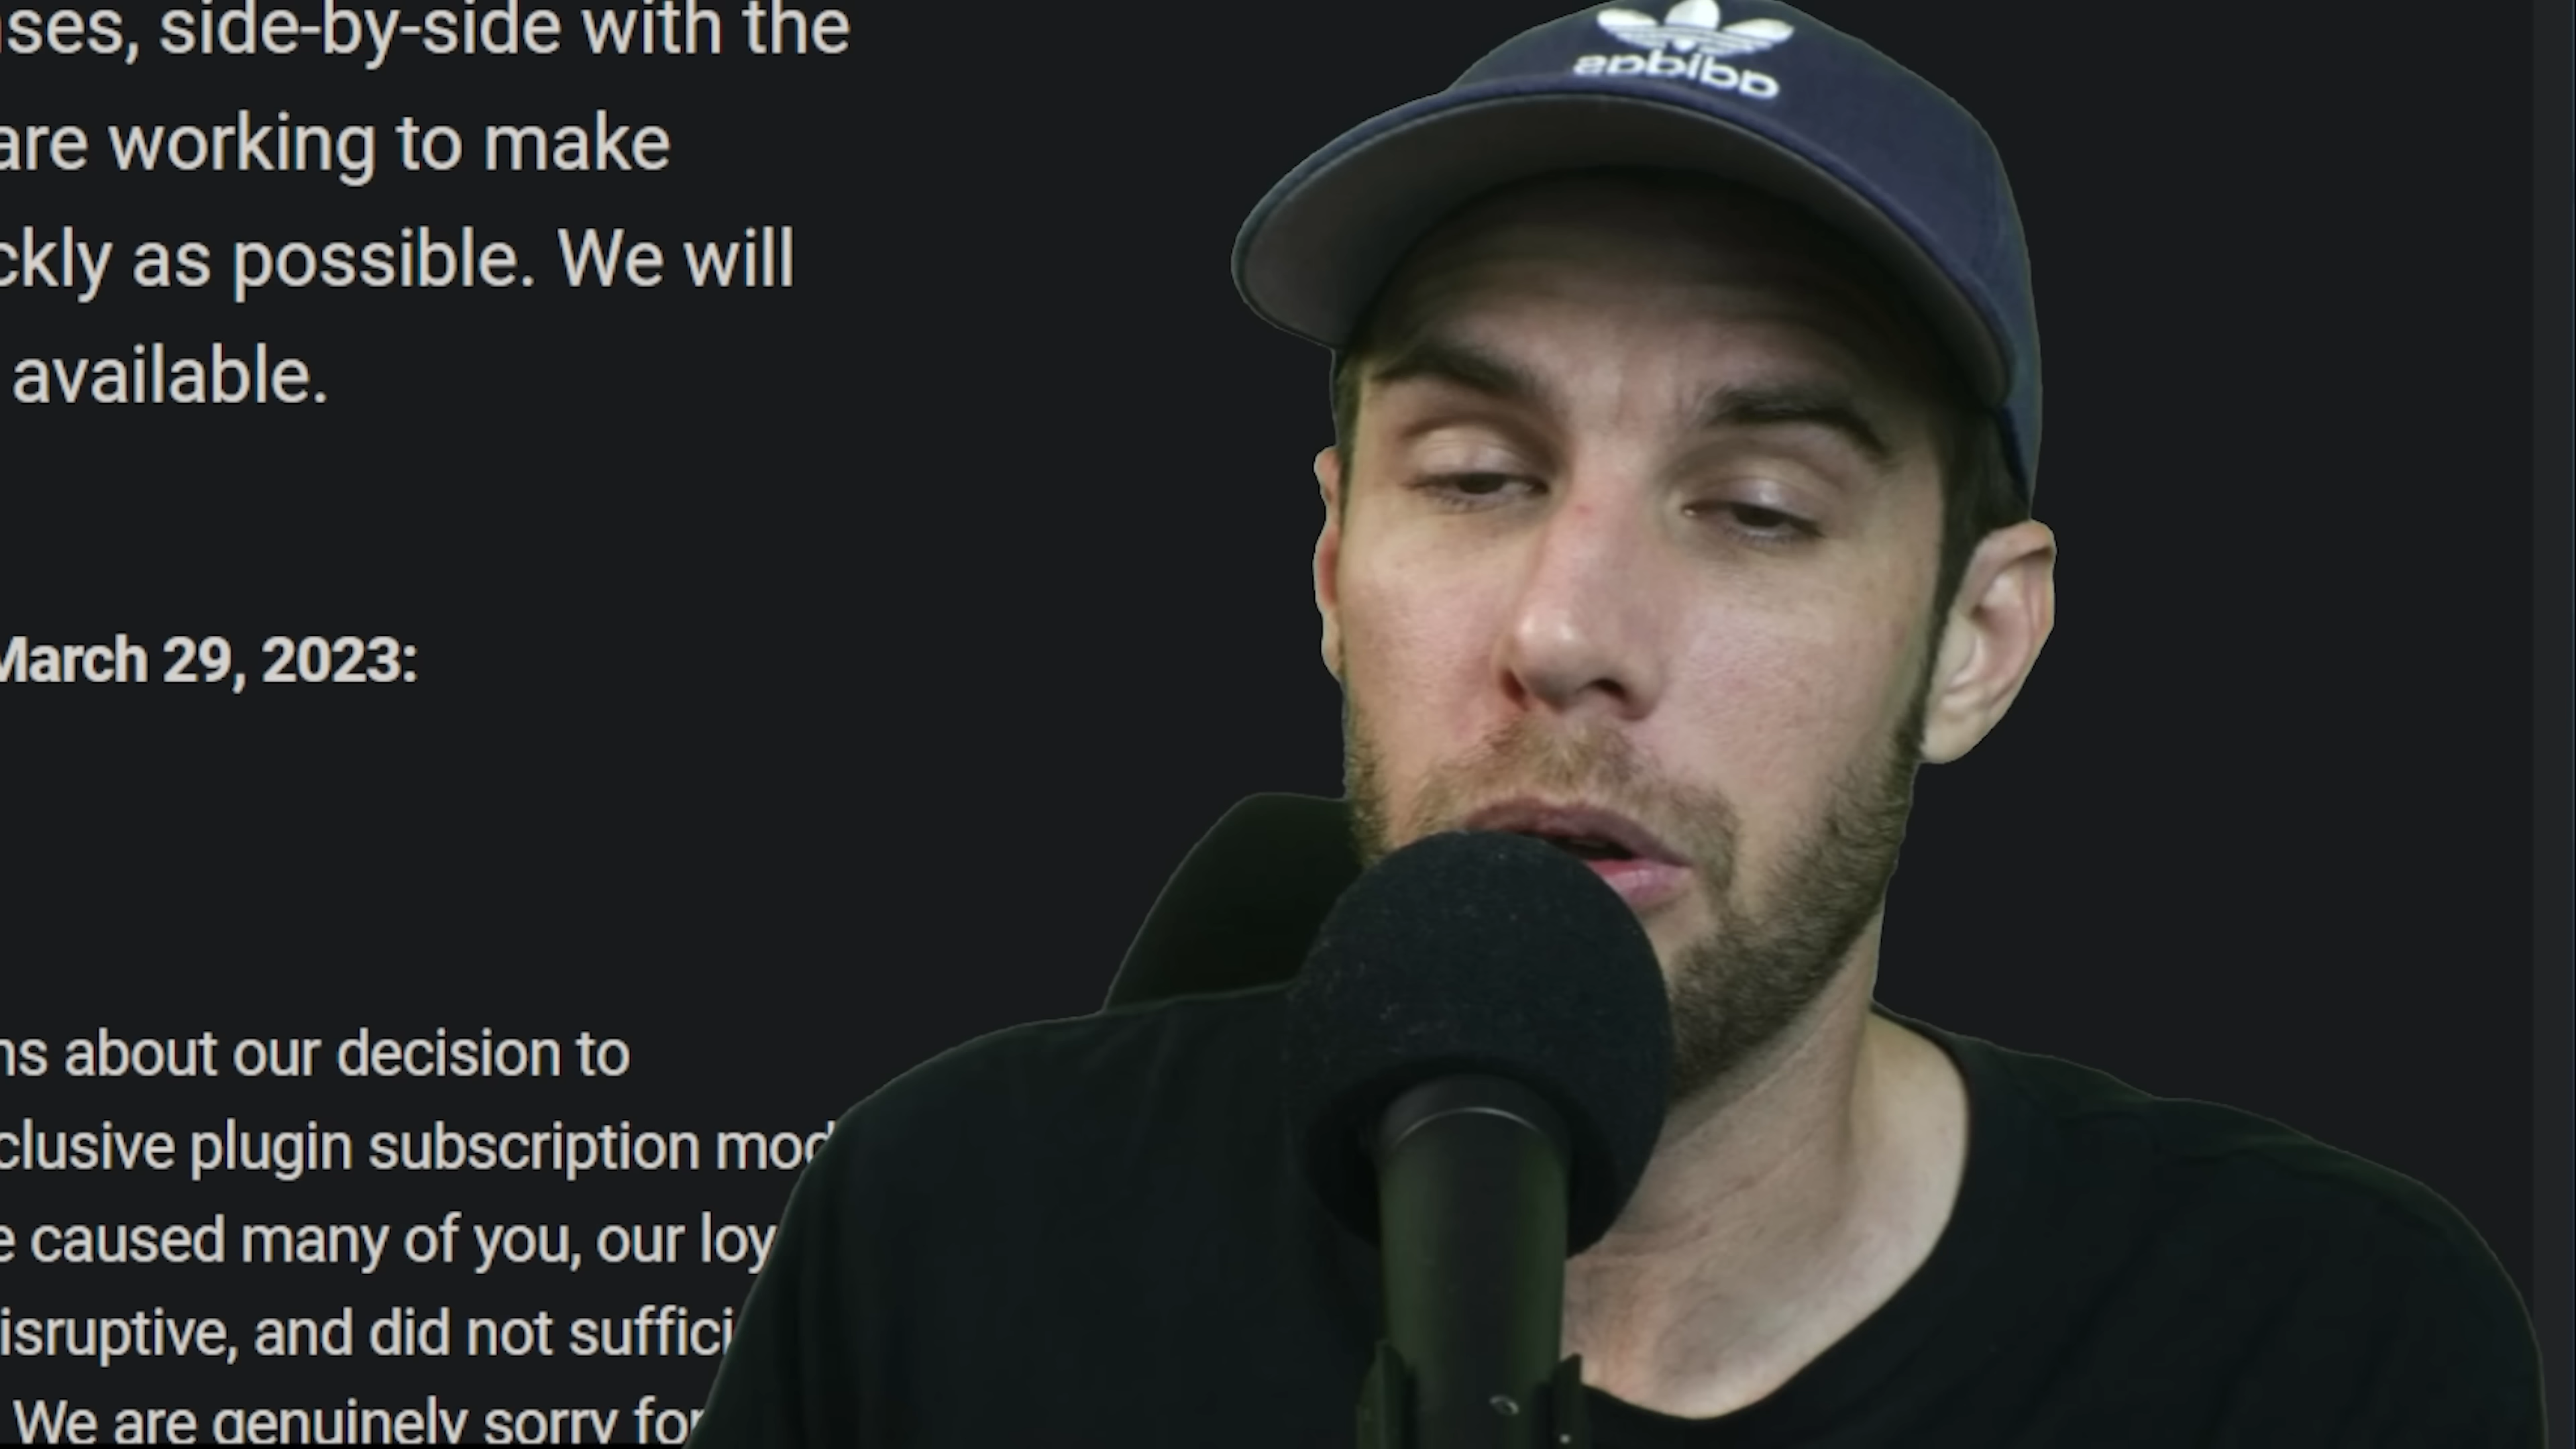 ses, side-by-side with the
are working to make
ckly as possible. We will
available.
March 29, 2023:
ns about our decision to
clusive plugin subscription mod
e caused many of you, our loy
isruptive, and did not suffici
We are genuinely sorry for
adidas